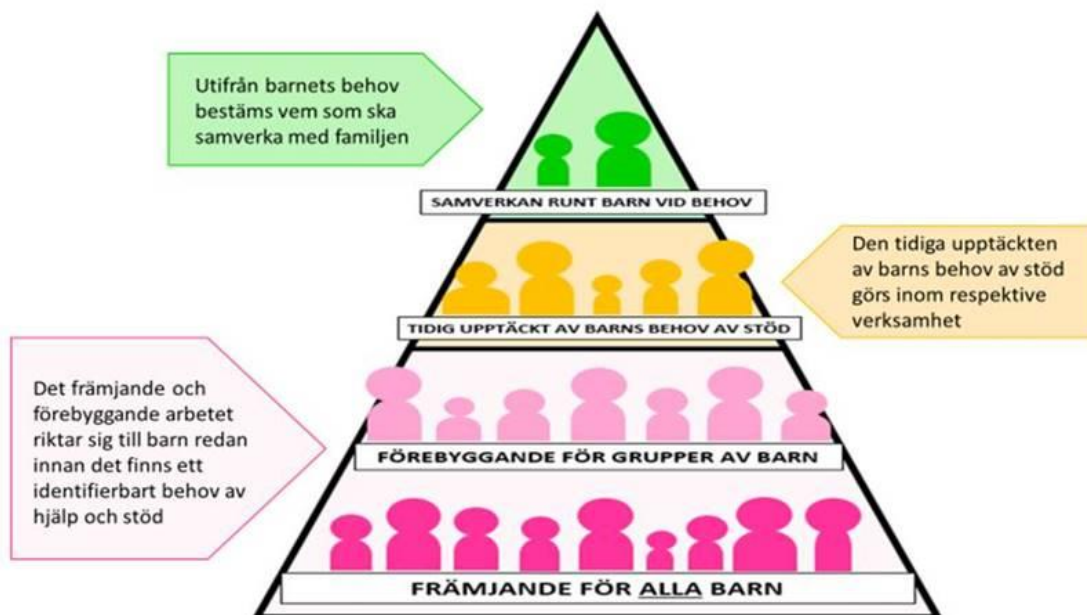 Utifrån barnets behov
bestäms vem som ska
samverka med familjen
SAMVERKAN RUNT BARN VID BEHOV
Den tidiga upptäckten
av barns behov av stöd
görs inom respektive
verksamhet
TIDIG UPPTÄCKT AV BARNS BEHOV AV STÖD
Det främjande och
förebyggande arbetet
riktar sig till barn redan
innan det finns ett
identifierbart behov av
hjälp och stöd
FÖREBYGGANDE FÖR GRUPPER AV BARN
FRÄMJANDE FÖR ALLA BARN